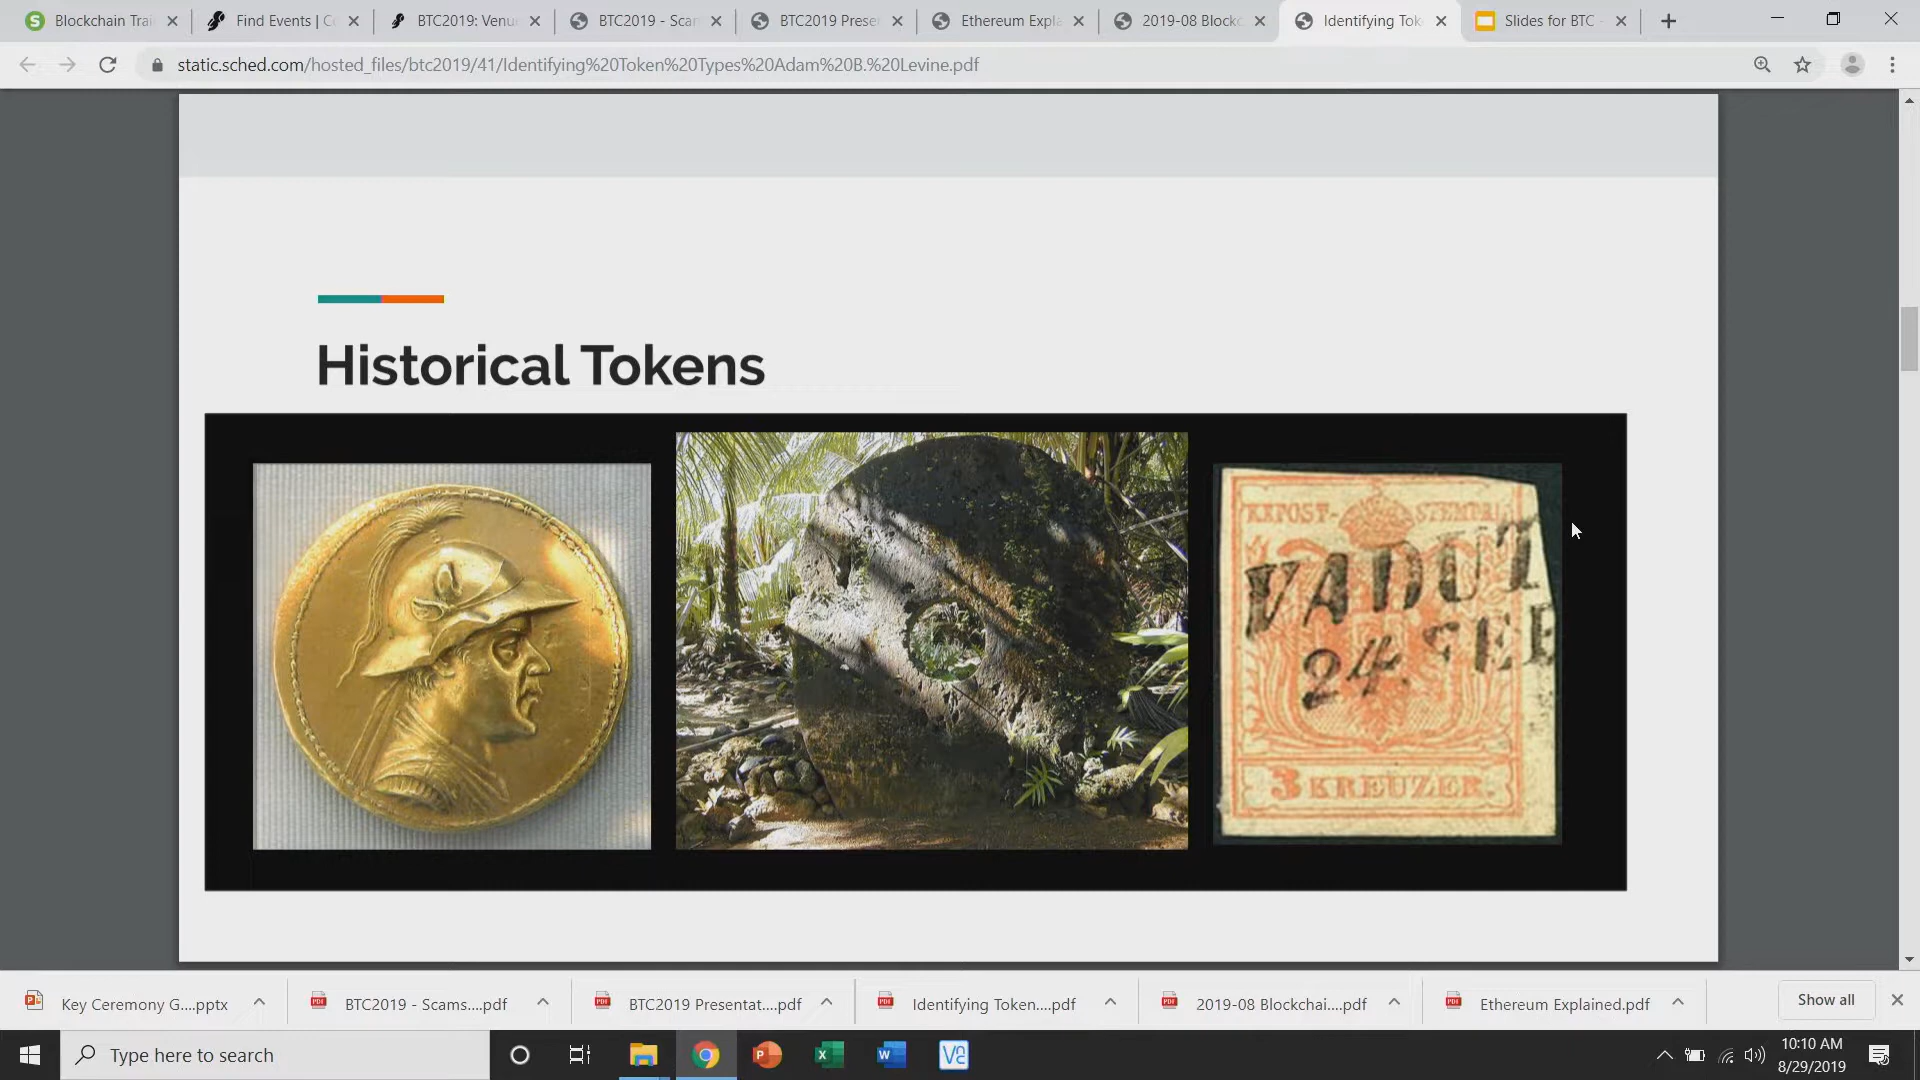 Blockchain Trai
Find Events | C
BTC2019: Venu
BTC2019 - Scar
BTC2019 Prese
Ethereum Expla
2019-08 Blockc
Identifying Tok
Slides for BTC -
static.sched.com/hosted_files/btc2019/41/Identifying%20Token%20Types%20Adam%20B.%20Levine.pdf
Historical Tokens
STEMPEL
VADUZ
24.
3 KREUZER.
Key Ceremony G....pptx
BTC2019 - Scams....pdf
BTC2019 Presentat....pdf
Identifying Token....pdf
2019-08 Blockchai....pdf
Ethereum Explained.pdf
Show all
Type here to search
10:10 AM
8/29/2019